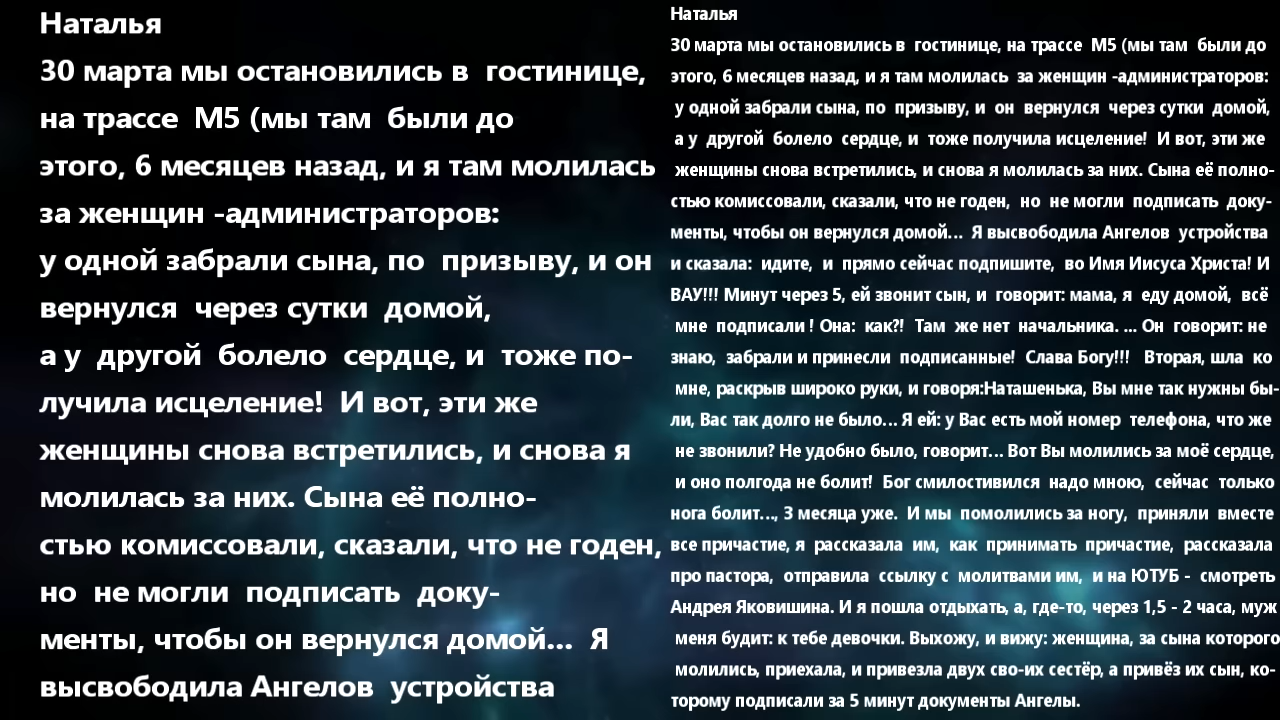 Наталья
30 марта мы остановились в гостинице,
на трассе М5 (мы там были до
этого, 6 месяцев назад, и я там молилась
за женщин -администраторов:
у одной забрали сына, по призыву, и он
вернулся через сутки домой,
а у другой болело сердце, и тоже по-
лучила исцеление! И вот, эти же
женщины снова встретились, и снова я
молилась за них. Сына её полно-
стью комиссовали, сказали, что не годен,
но не могли подписать доку-
менты, чтобы он вернулся домой... Я
высвободила Ангелов устройства
Наталья
30 марта мы остановились в гостинице, на трассе М5 (мы там были до
этого, 6 месяцев назад, и я там молилась за женщин -администраторов:
у одной забрали сына, по призыву, и он вернулся через сутки домой,
а у другой болело сердце, и тоже получила исцеление! И вот, эти же
женщины снова встретились, и снова я молилась за них. Сына её полно-
стью комиссовали, сказали, что не годен, но не могли подписать доку-
менты, чтобы он вернулся домой... Я высвободила Ангелов устройства
и сказала: идите, и прямо сейчас подпишите, во Имя Иисуса Христа! И
ВАУ!!! Минут через 5, ей звонит сын, и говорит: мама, я еду домой, всё
мне подписали ! Она: как?! Там же нет начальника. ... Он говорит: не
знаю, забрали и принесли подписанные! Слава Богу!!! Вторая, шла ко
мне, раскрыв широко руки, и говоря:Наташенька, Вы мне так нужны бы-
ли, Вас так долго не было... Я ей: у Вас есть мой номер телефона, что же
не звонили? Не удобно было, говорит... Вот Вы молились за моё сердце,
и оно полгода не болит! Бог смилостивился надо мною, сейчас только
нога болит..., 3 месяца уже. И мы помолились за ногу, приняли вместе
все причастие, я рассказала им, как принимать причастие, рассказала
про пастора, отправила ссылку с молитвами им, и на ЮТУБ - смотреть
Андрея Яковишина. И я пошла отдыхать, а, где-то, через 1,5 - 2 часа, муж
меня будит: к тебе девочки. Выхожу, и вижу: женщина, за сына которого
молились, приехала, и привезла двух сво-их сестёр, а привёз их сын, ко-
торому подписали за 5 минут документы Ангелы.